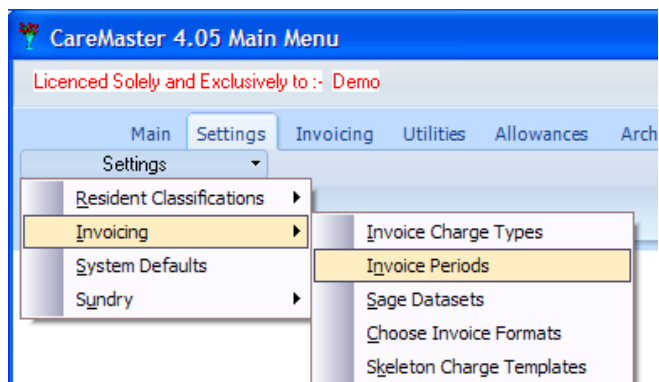 CareMaster 4.05 Main Menu
Licenced Solely and Exclusively to :- Demo
Main Settings Invoicing Utilities Allowances Arch
Settings
Resident Classifications
Invoicing
System Defaults
Sundry
Invoice Charge Types
Invoice Periods
Sage Datasets
Choose Invoice Formats
Skeleton Charge Templates